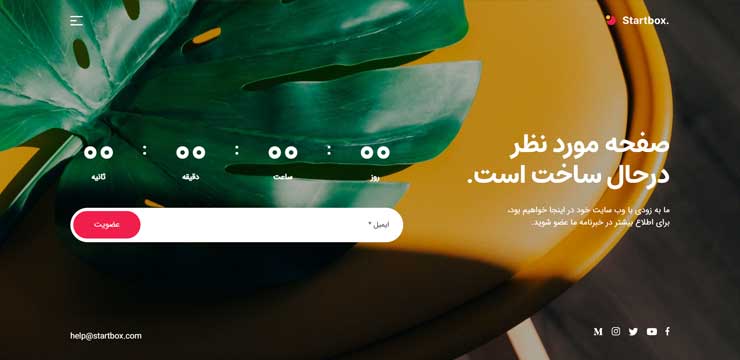 Startbox.
صفحه مورد نظر
درحال ساخت است.
ما به زودی با وب سایت خود در اینجا خواهیم بود،
برای اطلاع بیشتر در خبرنامه ما عضو شوید.
۰۰ : ۰۰ : ۰۰ : ۰۰
روز ساعت دقیقه ثانیه
ایمیل *
عضویت
help@startbox.com